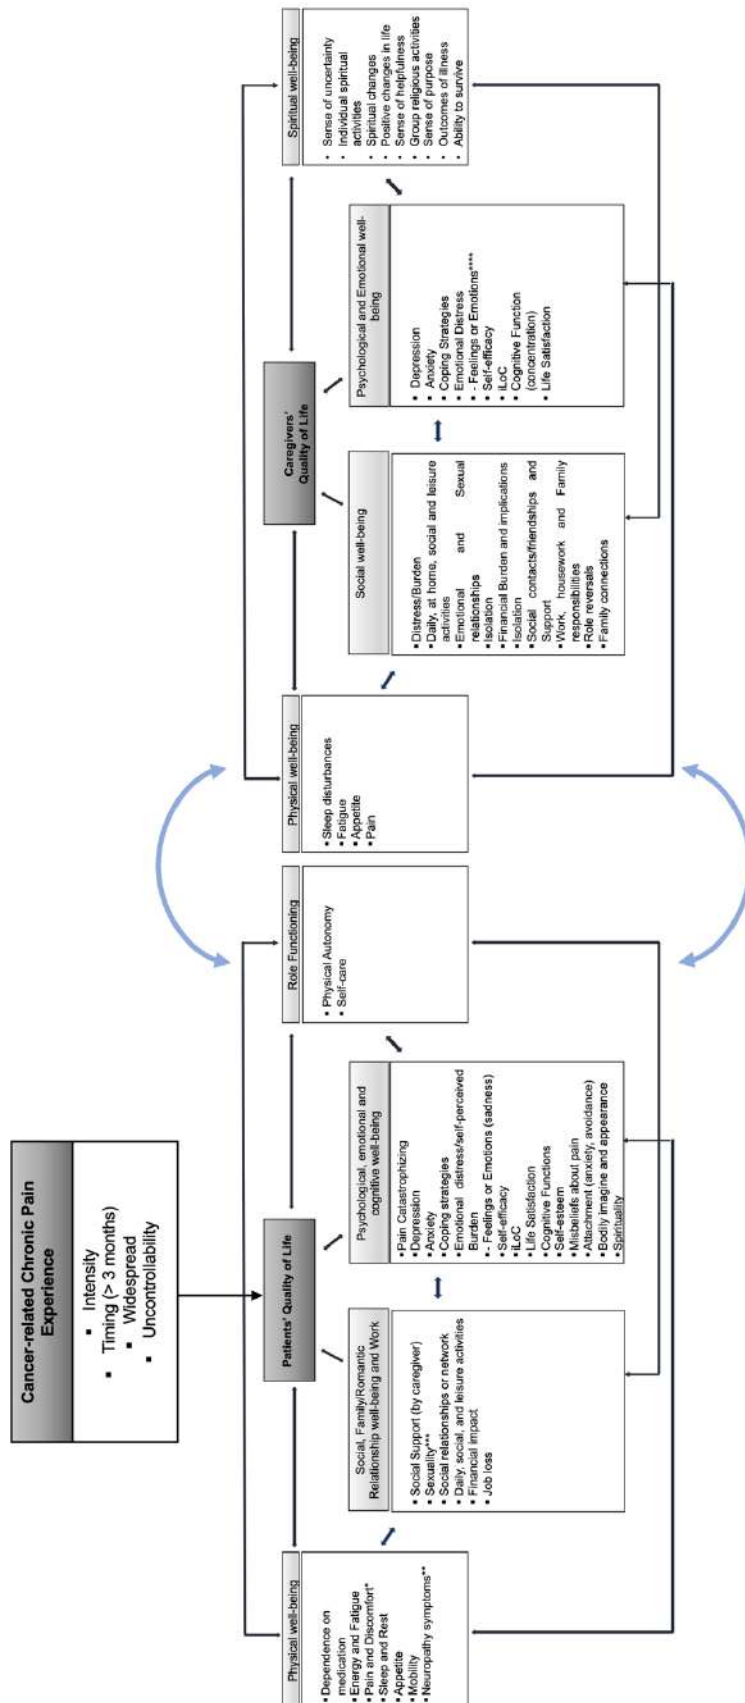 Cancer-related Chronic Pain
Experience
▪ Intensity
▪ Timing (> 3 months)
▪ Widespread
▪ Uncontrollability
Patients' Quality of Life
Physical well-being
▪ Dependence on
medication
▪ Energy and Fatigue
▪ Pain and Discomfort*
▪ Sleep and Rest
▪ Appetite
▪ Mobility
▪ Neuropathy symptoms**
Social, Family/Romantic
Relationship well-being and Work
▪ Social Support (by caregiver)
▪ Sexuality***
▪ Social relationships or network
▪ Daily, social, and leisure activities
▪ Financial impact
▪ Job loss
Psychological, emotional and
cognitive well-being
▪ Pain Catastrophizing
▪ Depression
▪ Anxiety
▪ Coping strategies
▪ Emotional distress/self-perceived
Burden
▪ - Feelings or Emotions (sadness)
▪ Self-efficacy
▪ iLoC
▪ Life Satisfaction
▪ Cognitive Functions
▪ Self-esteem
▪ Misbeliefs about pain
▪ Attachment (anxiety, avoidance)
▪ Bodily imagine and appearance
▪ Spirituality
Role Functioning
▪ Physical Autonomy
▪ Self-care
Caregivers'
Quality of Life
Physical well-being
▪ Sleep disturbances
▪ Fatigue
▪ Appetite
▪ Pain
Social well-being
▪ Distress/Burden
▪ Daily, at home, social and leisure
activities
▪ Emotional and Sexual
relationships
▪ Isolation
▪ Financial Burden and implications
▪ Isolation
▪ Social contacts/friendships and
Support
▪ Work, housework and Family
responsibilities
▪ Role reversals
▪ Family connections
Psychological and Emotional well-
being
▪ Depression
▪ Anxiety
▪ Coping Strategies
▪ Emotional Distress
▪ - Feelings or Emotions****
▪ Self-efficacy
▪ iLoC
▪ Cognitive Function
(concentration)
▪ Life Satisfaction
Spiritual well-being
• Sense of uncertainty
• Individual spiritual
activities
• Spiritual changes
• Positive changes in life
• Sense of helpfulness
• Group religious activities
• Sense of purpose
• Outcomes of illness
• Ability to survive